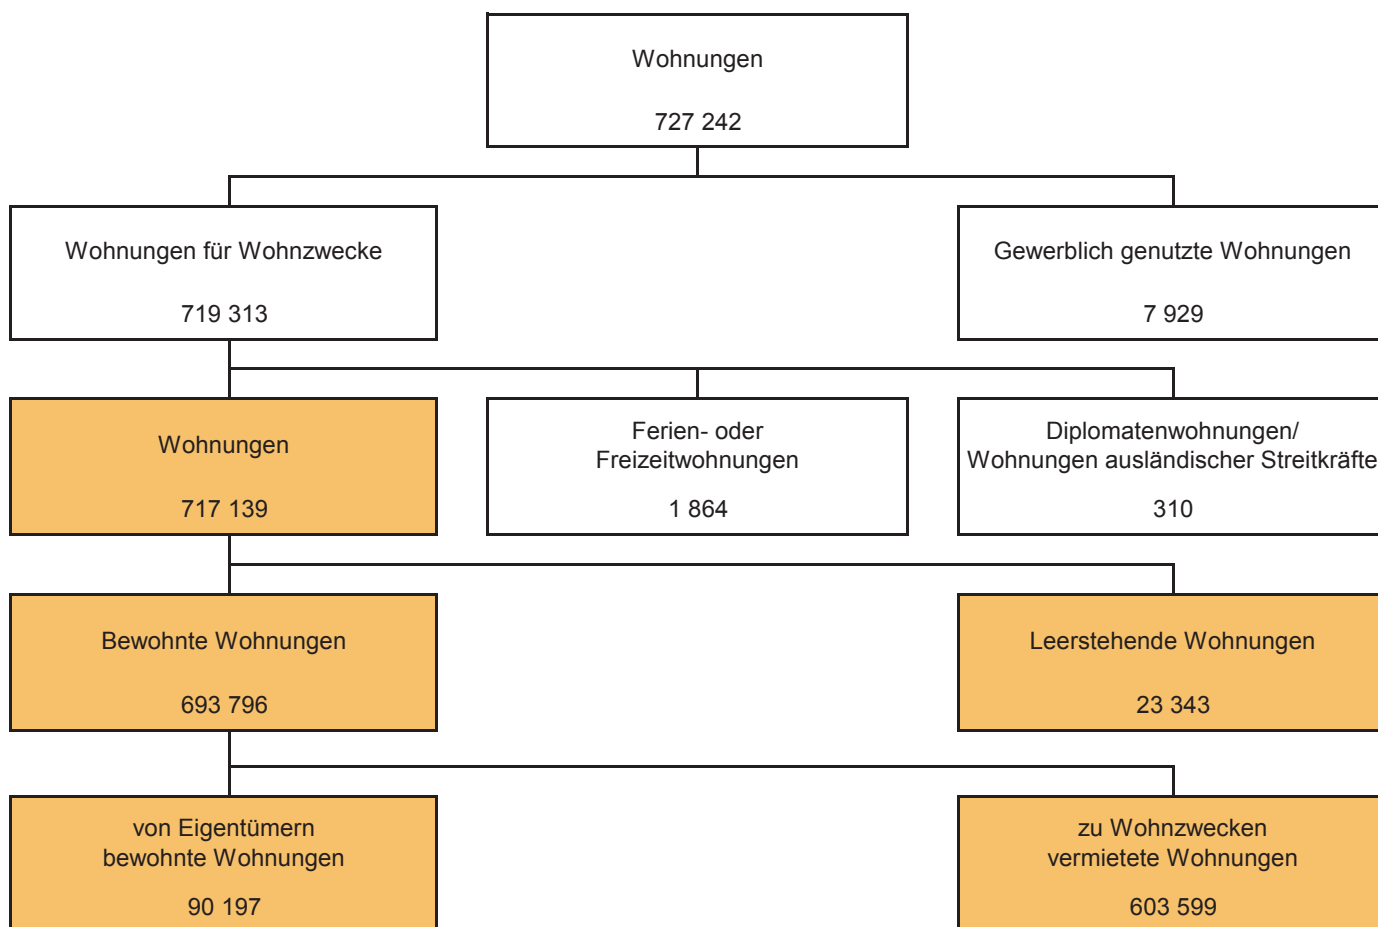 Wohnungen
727 242
Wohnungen für Wohnzwecke
719 313
Gewerblich genutzte Wohnungen
7 929
Wohnungen
717 139
Ferien- oder
Freizeitwohnungen
1 864
Diplomatenwohnungen/
Wohnungen ausländischer Streitkräfte
310
Bewohnte Wohnungen
693 796
Leerstehende Wohnungen
23 343
von Eigentümern
bewohnte Wohnungen
90 197
zu Wohnzwecken
vermietete Wohnungen
603 599